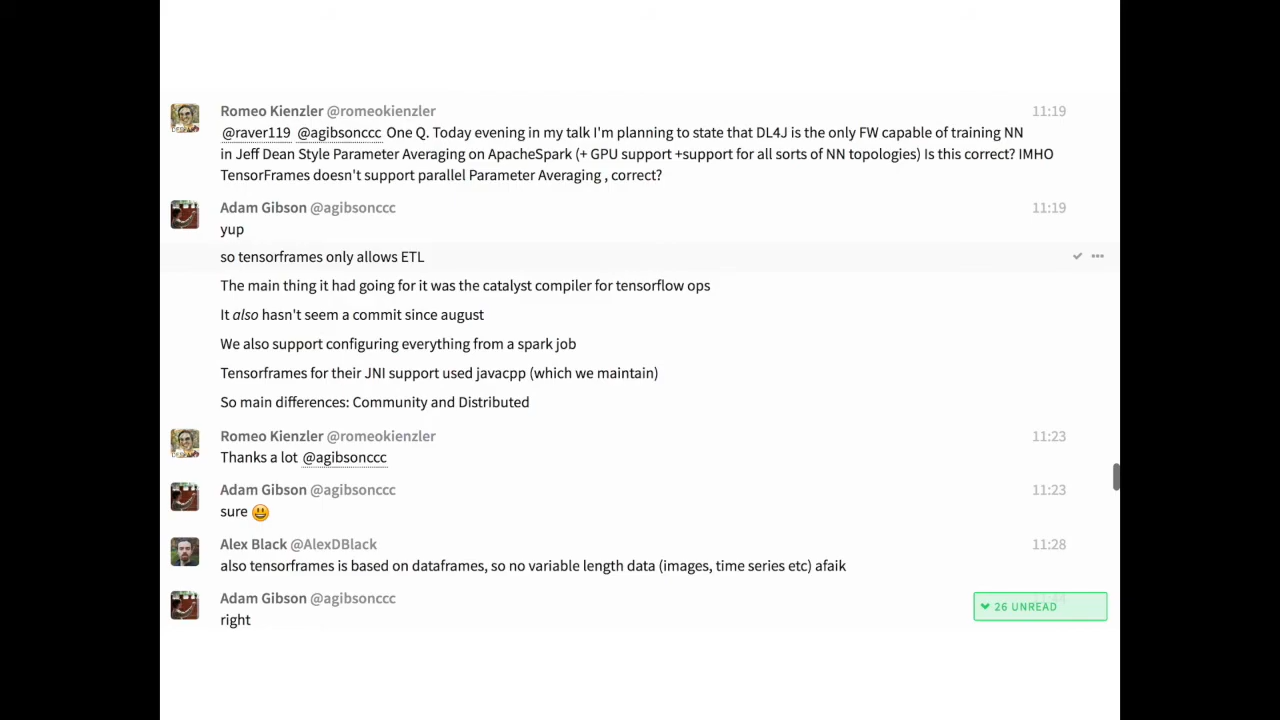 Romeo Kienzler @romeokienzler 11:19
@raver119 @agibsonccc One Q. Today evening in my talk I'm planning to state that DL4J is the only FW capable of training NN
in Jeff Dean Style Parameter Averaging on ApacheSpark (+ GPU support +support for all sorts of NN topologies) Is this correct? IMHO
TensorFrames doesn't support parallel Parameter Averaging , correct?
Adam Gibson @agibsonccc 11:19
yup
so tensorframes only allows ETL
The main thing it had going for it was the catalyst compiler for tensorflow ops
It also hasn't seem a commit since august
We also support configuring everything from a spark job
Tensorframes for their JNI support used javacpp (which we maintain)
So main differences: Community and Distributed
Romeo Kienzler @romeokienzler 11:23
Thanks a lot @agibsonccc
Adam Gibson @agibsonccc 11:23
sure 😃
Alex Black @AlexDBlack 11:28
also tensorframes is based on dataframes, so no variable length data (images, time series etc) afaik
Adam Gibson @agibsonccc
26 UNREAD
right